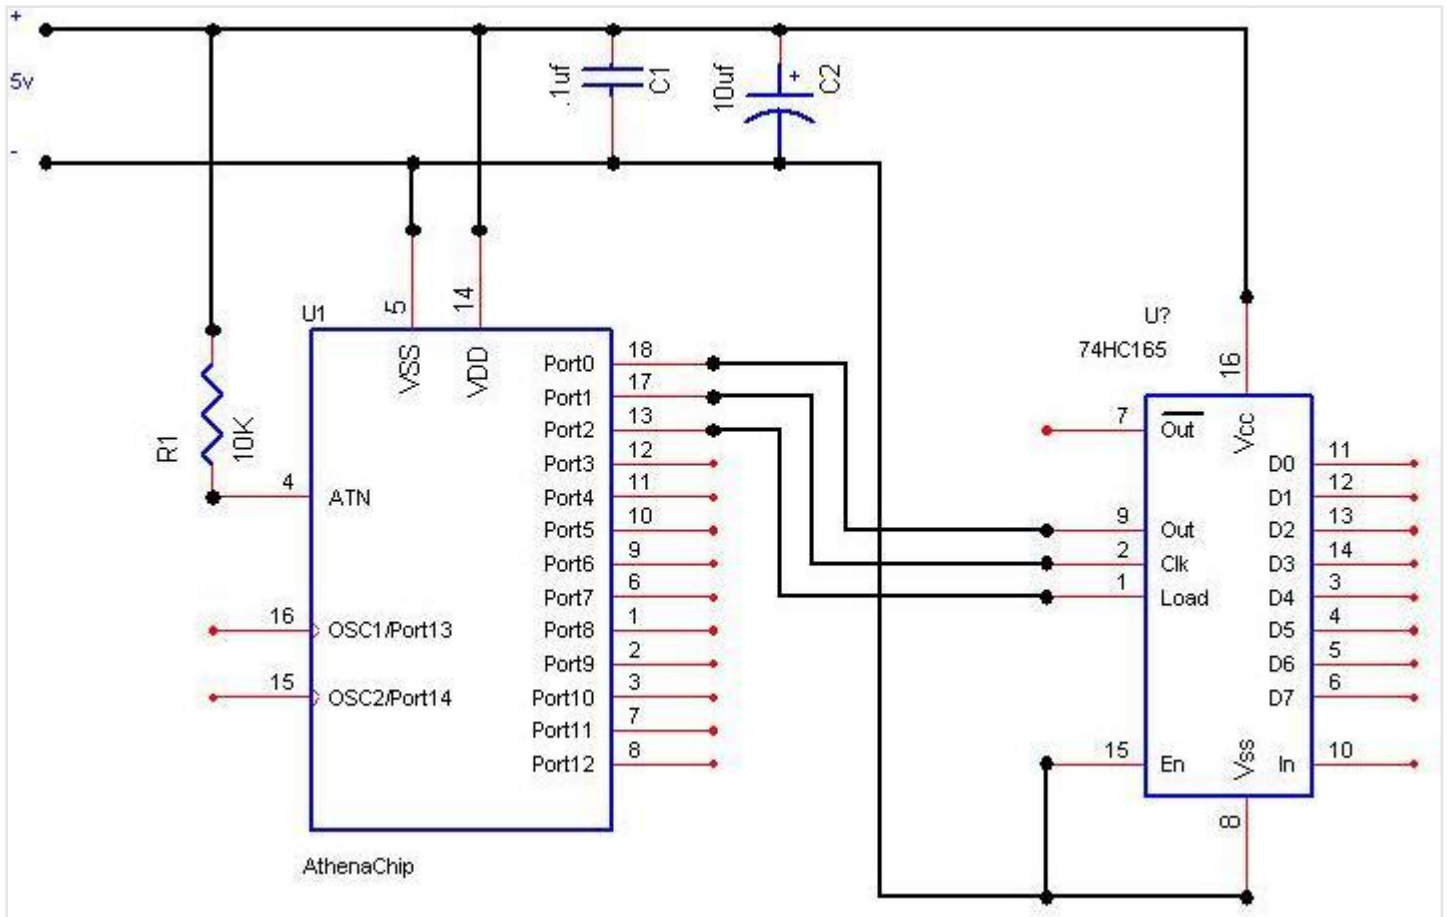 +
5v
-
.1uf
C1
10uf
+
C2
U1
5
14
VSS
VDD
R1
10K
4
ATN
16
OSC1/Port13
15
OSC2/Port14
Port0
18
Port1
17
Port2
13
Port3
12
Port4
11
Port5
10
Port6
9
Port7
6
Port8
1
Port9
2
Port10
3
Port11
7
Port12
8
AthenaChip
U?
74HC165
16
Vcc
7
Out
9
Out
2
Clk
1
Load
15
En
D0
11
D1
12
D2
13
D3
14
D4
3
D5
4
D6
5
D7
6
Vss
In
10
8